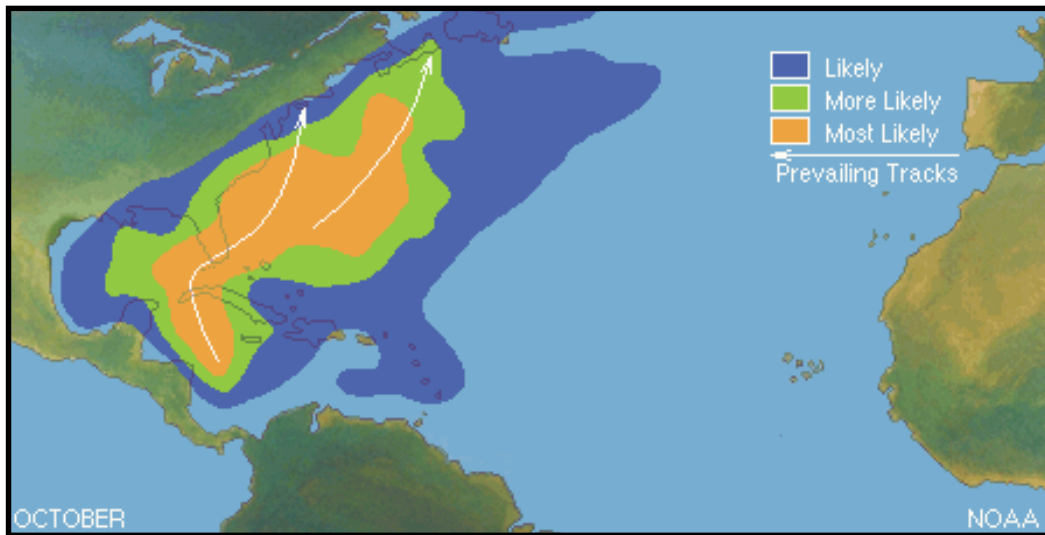 Likely
More Likely
Most Likely
Prevailing Tracks
OCTOBER
NOAA